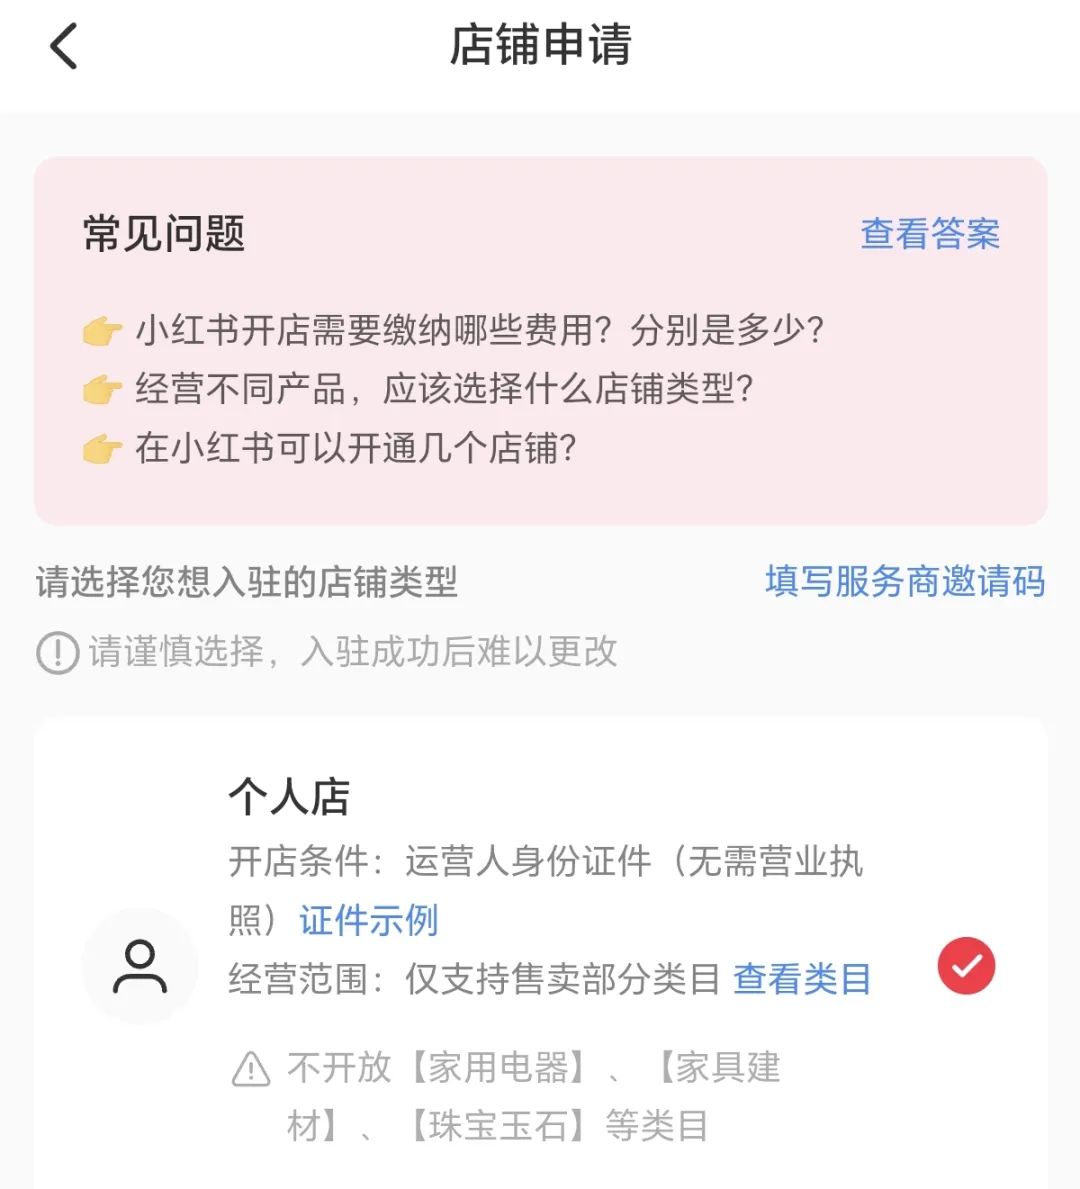 店铺申请
常见问题 查看答案
👉 小红书开店需要缴纳哪些费用？分别是多少？
👉 经营不同产品，应该选择什么店铺类型？
👉 在小红书可以开通几个店铺？
请选择您想入驻的店铺类型 填写服务商邀请码
请谨慎选择，入驻成功后难以更改
个人店
开店条件：运营人身份证件（无需营业执
照）证件示例
经营范围：仅支持售卖部分类目 查看类目
不开放【家用电器】、【家具建
材】、【珠宝玉石】等类目